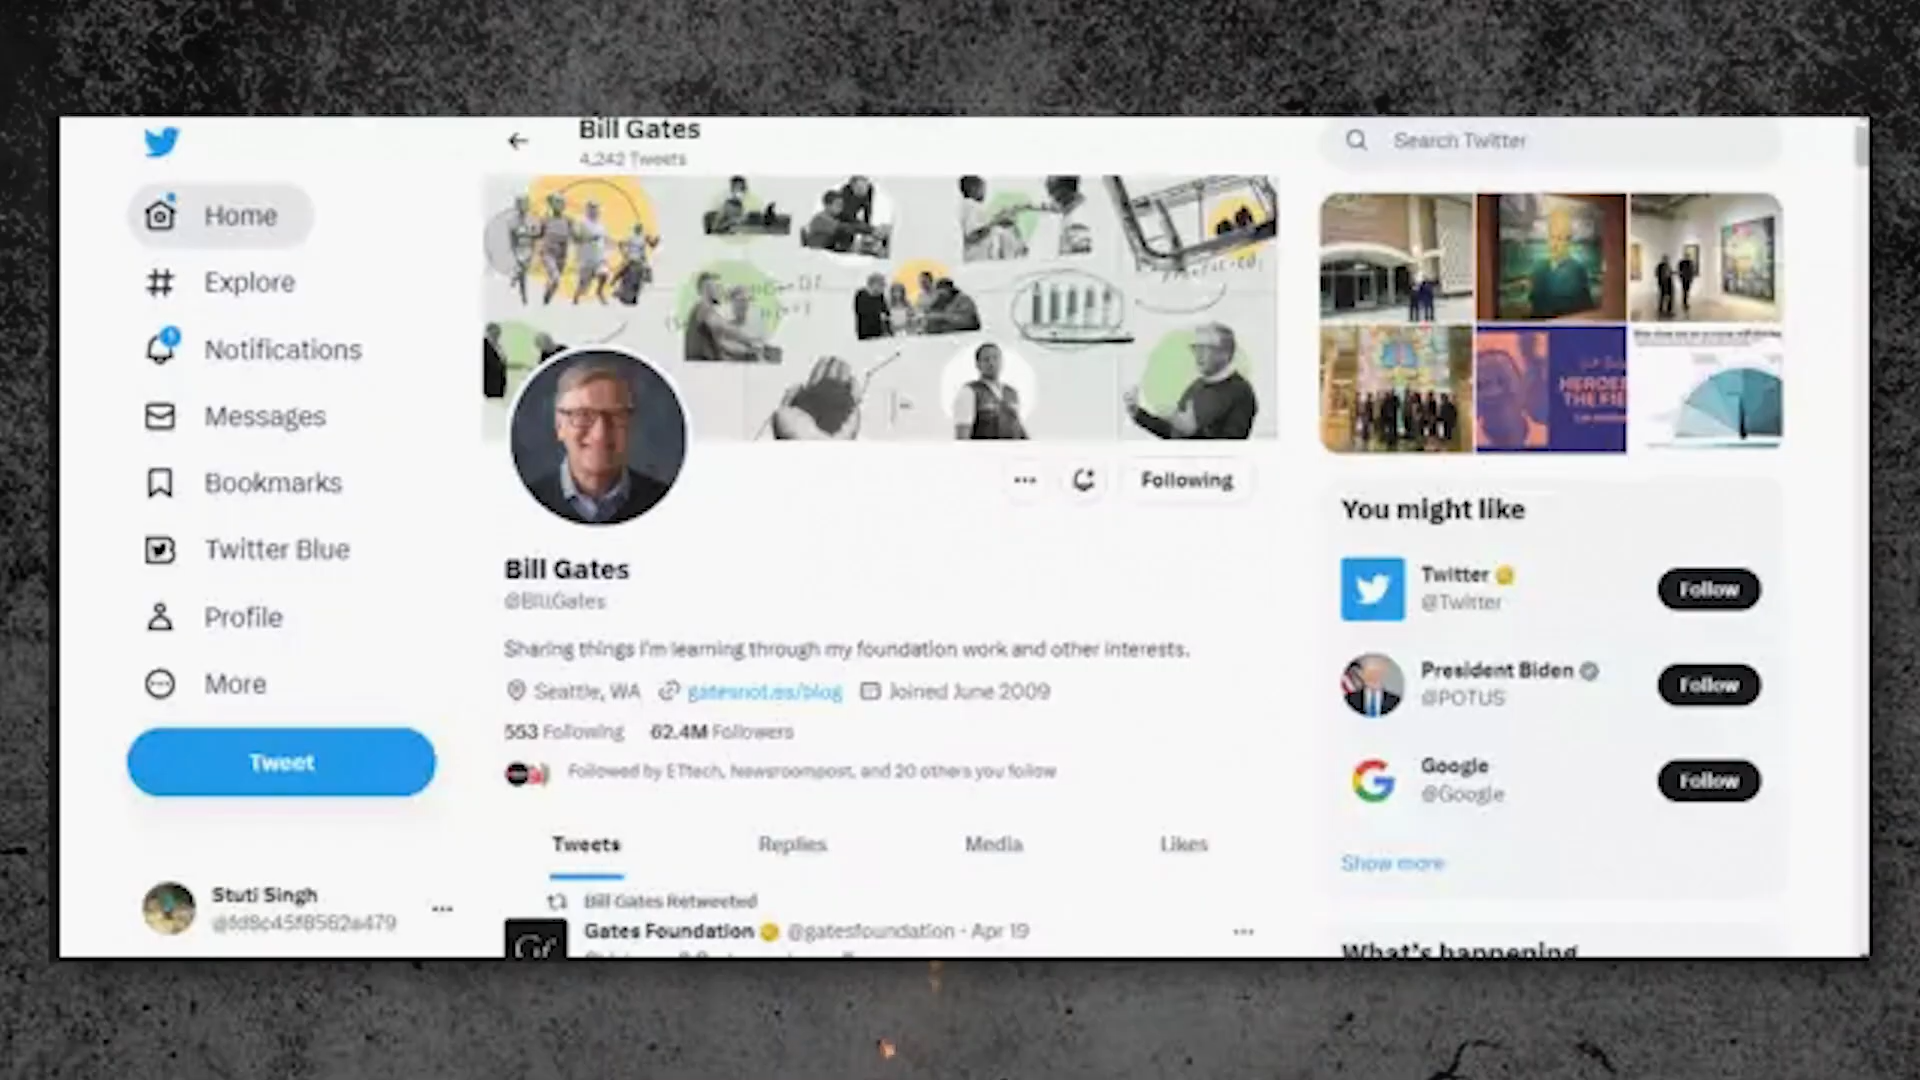 Home
Explore
Notifications
Messages
Bookmarks
Twitter Blue
Profile
More
Tweet
Stuti Singh
@fd8c45f8562a479
Bill Gates
4,242 Tweets
Following
Bill Gates
@BillGates
Sharing things I'm learning through my foundation work and other interests.
Seattle, WA gatesnot.es/blog Joined June 2009
553 Following 62.4M Followers
Followed by ETtech, Newsroompost, and 20 others you follow
Tweets Replies Media Likes
Bill Gates Retweeted
Gates Foundation @gatesfoundation · Apr 19
Search Twitter
HEROES
THE FIE
You might like
Twitter
@Twitter
Follow
President Biden
@POTUS
Follow
Google
@Google
Follow
Show more
What's happening